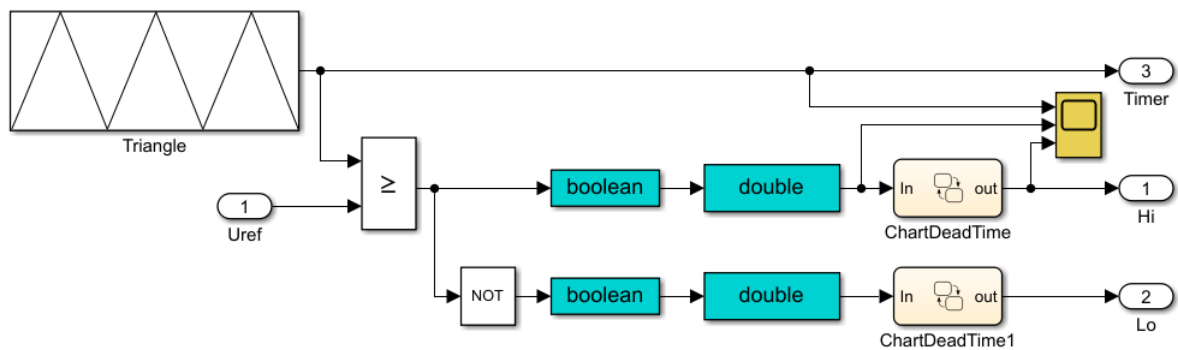 Triangle
3
Timer
≥
boolean
double
In
out
ChartDeadTime
1
Hi
1
Uref
NOT
boolean
double
In
out
ChartDeadTime1
2
Lo